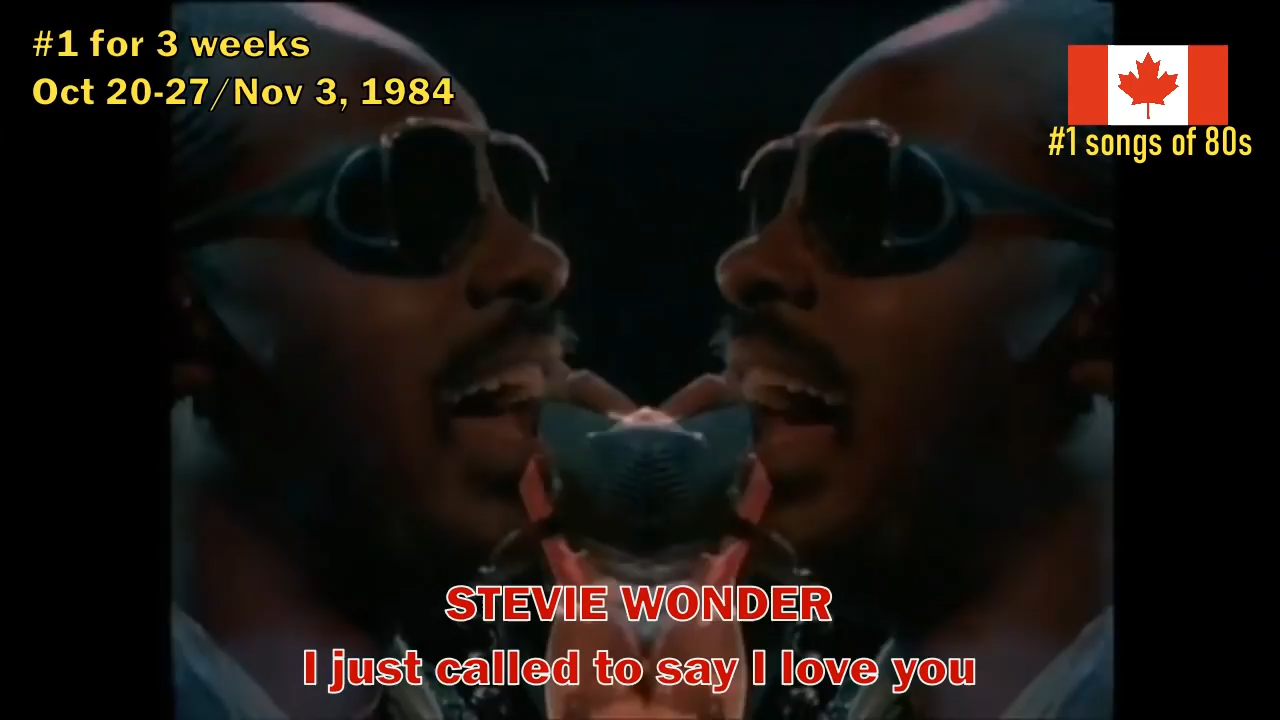 #1 for 3 weeks
Oct 20-27/Nov 3, 1984
#1 songs of 80s
STEVIE WONDER
I just called to say I love you